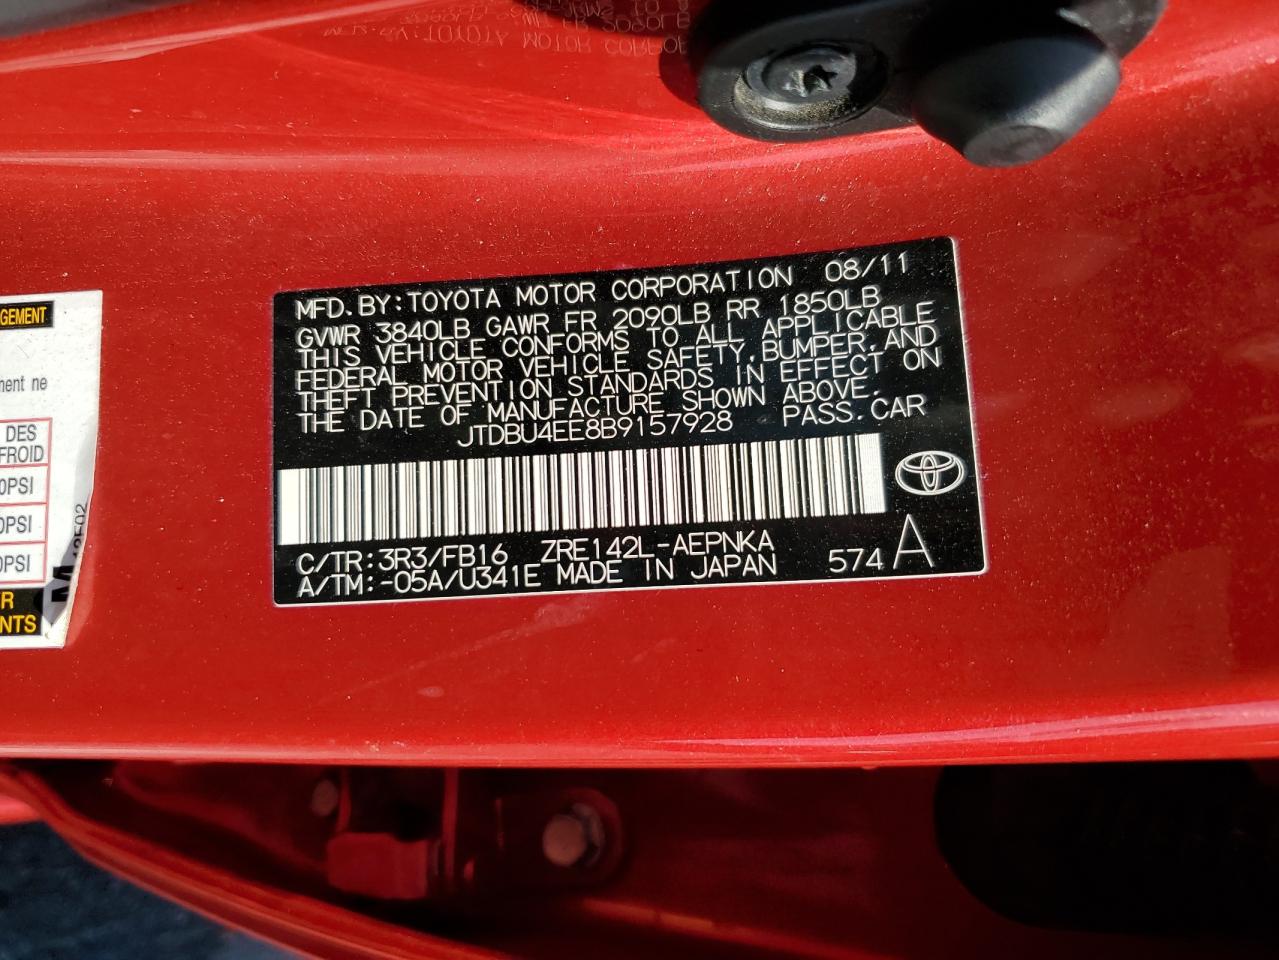 MFD. BY: TOYOTA MOTOR CORPORATION 08/11
GVWR 3840LB GAWR FR 2090LB RR 1850LB
THIS VEHICLE CONFORMS TO ALL APPLICABLE
FEDERAL MOTOR VEHICLE SAFETY, BUMPER, AND
THEFT PREVENTION STANDARDS IN EFFECT ON
THE DATE OF MANUFACTURE SHOWN ABOVE.
JTDBU4EE8B9157928 PASS. CAR
C/TR: 3R3/FB16 ZRE142L-AEPNKA
A/TM: -05A/U341E MADE IN JAPAN 574 A
GEMENT
ment ne
DES
FROID
0PSI
0PSI
0PSI
R
NTS